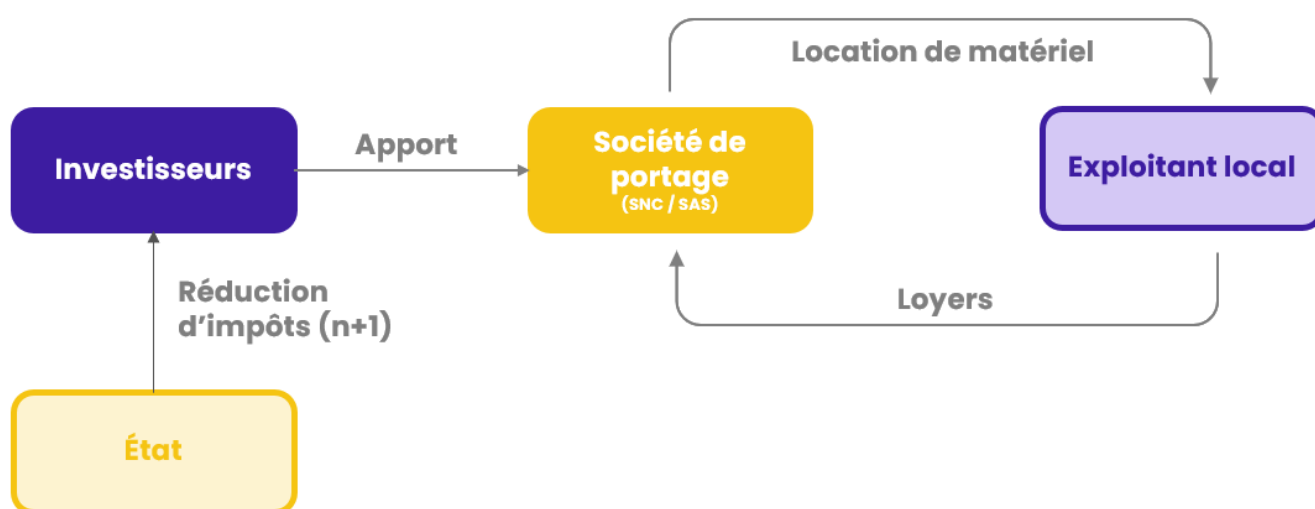 Location de matériel
Investisseurs
Apport
Société de
portage
(SNC / SAS)
Exploitant local
Réduction
d'impôts (n+1)
Loyers
État